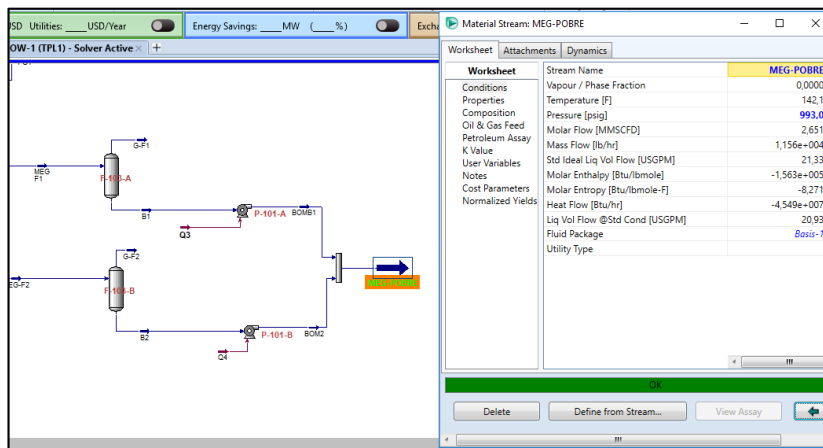 USD Utilities: ____USD/Year
Energy Savings: ____MW (____%)
Exch
OW-1 (TPL1) - Solver Active × +
G-F1
MEG
F1
B1
P-101-A
BOMB1
Q3
G-F2
EG-F2
B2
P-101-B
BOM2
Q4
MEG-POBRE
Material Stream: MEG-POBRE
Worksheet Attachments Dynamics
Worksheet
Conditions
Properties
Composition
Oil & Gas Feed
Petroleum Assay
K Value
User Variables
Notes
Cost Parameters
Normalized Yields
Stream Name MEG-POBRE
Vapour / Phase Fraction 0,0000
Temperature [F] 142,1
Pressure [psig] 993,0
Molar Flow [MMSCFD] 2,651
Mass Flow [lb/hr] 1,156e+004
Std Ideal Liq Vol Flow [USGPM] 21,33
Molar Enthalpy [Btu/lbmole] -1,563e+005
Molar Entropy [Btu/lbmole-F] -8,271
Heat Flow [Btu/hr] -4,549e+007
Liq Vol Flow @Std Cond [USGPM] 20,93
Fluid Package Basis-1
Utility Type
OK
Delete Define from Stream... View Assay